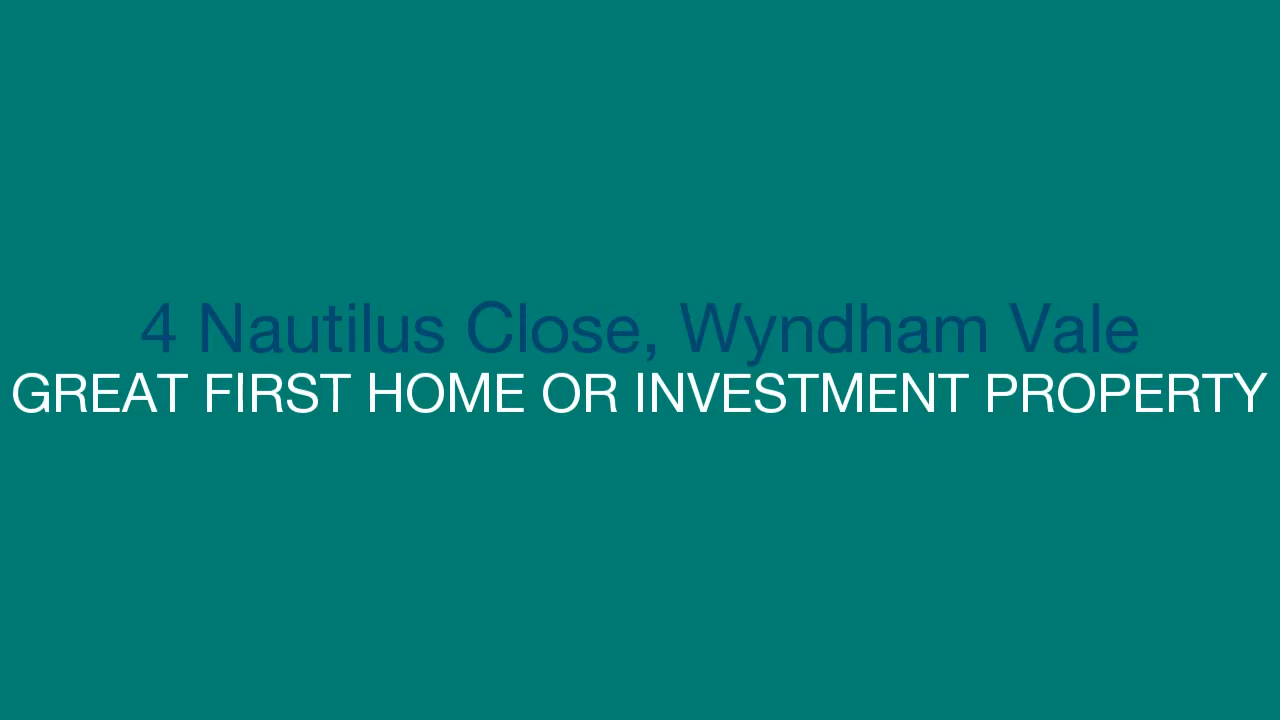 4 Nautilus Close, Wyndham Vale
GREAT FIRST HOME OR INVESTMENT PROPERTY